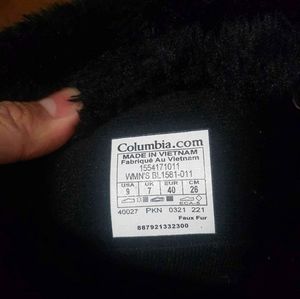 Columbia.com
MADE IN VIETNAM
Fabriqué Au Vietnam
1554171011
WMN'S BL1581-011
USA UK EUR CM
9 7 40 26
ECA-S
40027 PKN 0321 221
Faux Fur
887921332300